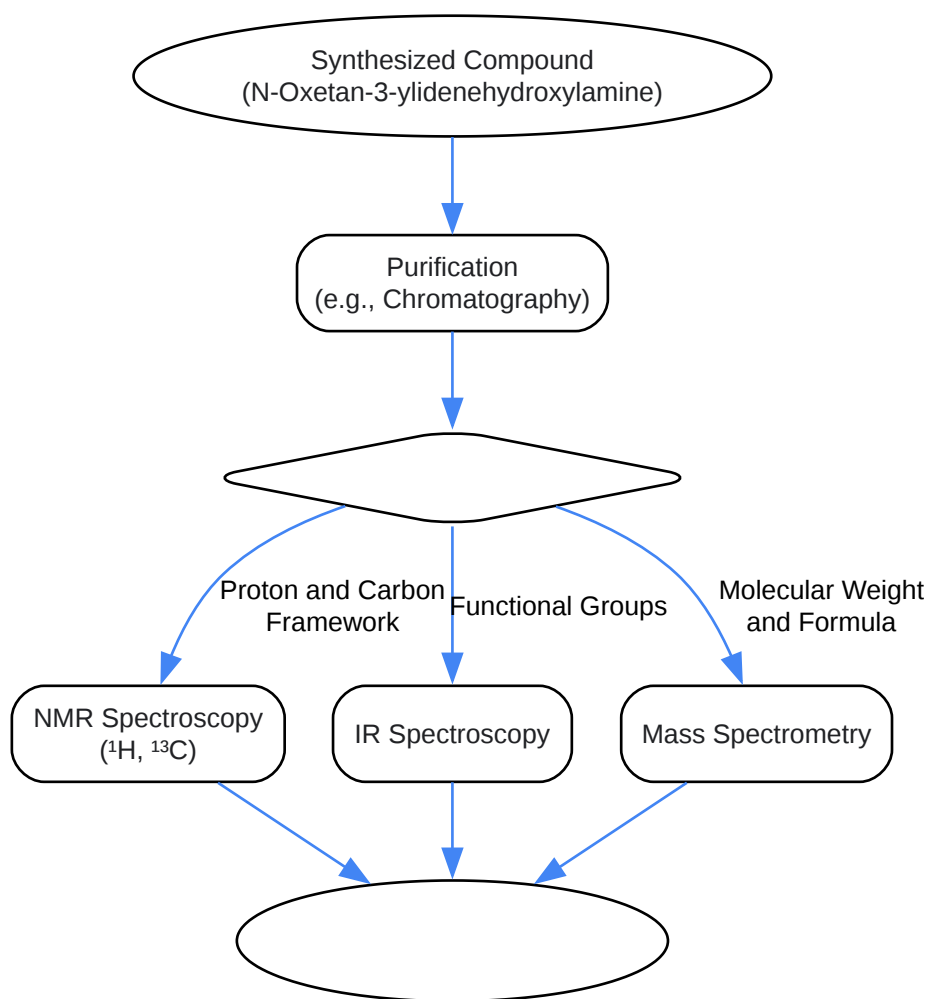 Synthesized Compound
(N-Oxetan-3-ylidenehydroxylamine)
Purification
(e.g., Chromatography)
Proton and Carbon
Framework
Functional Groups
Molecular Weight
and Formula
NMR Spectroscopy
(¹H, ¹³C)
IR Spectroscopy
Mass Spectrometry